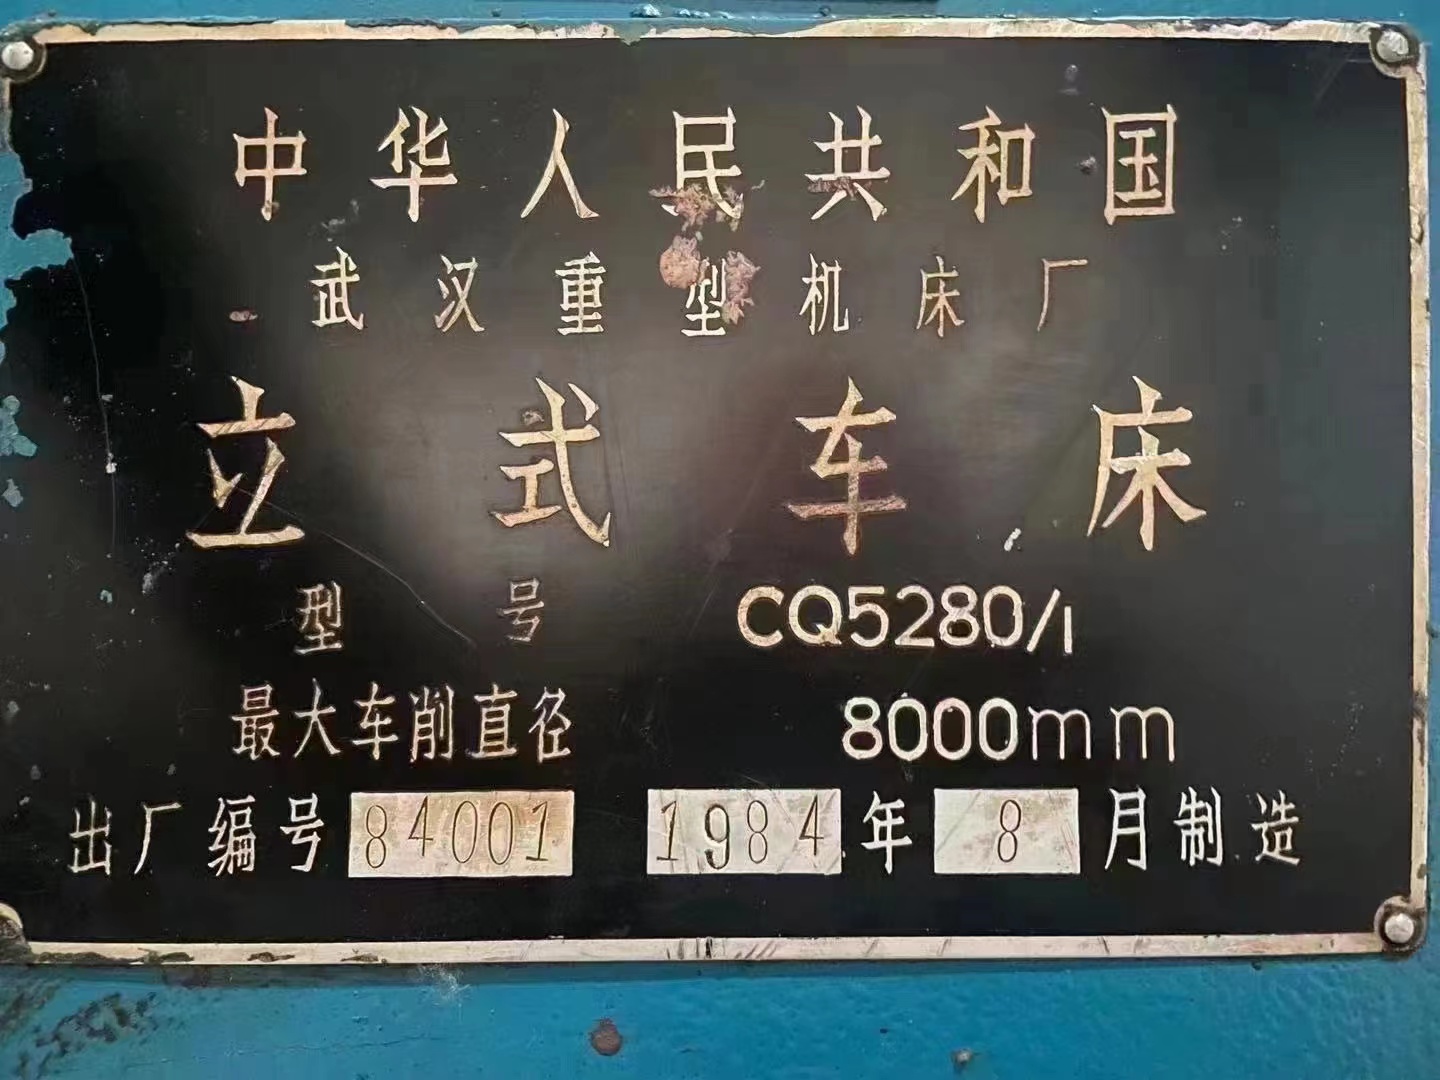 中华人民共和国
武汉重型机床厂
立式车床
型号 CQ5280/1
最大车削直径 8000mm
出厂编号 84001 1984年8月制造